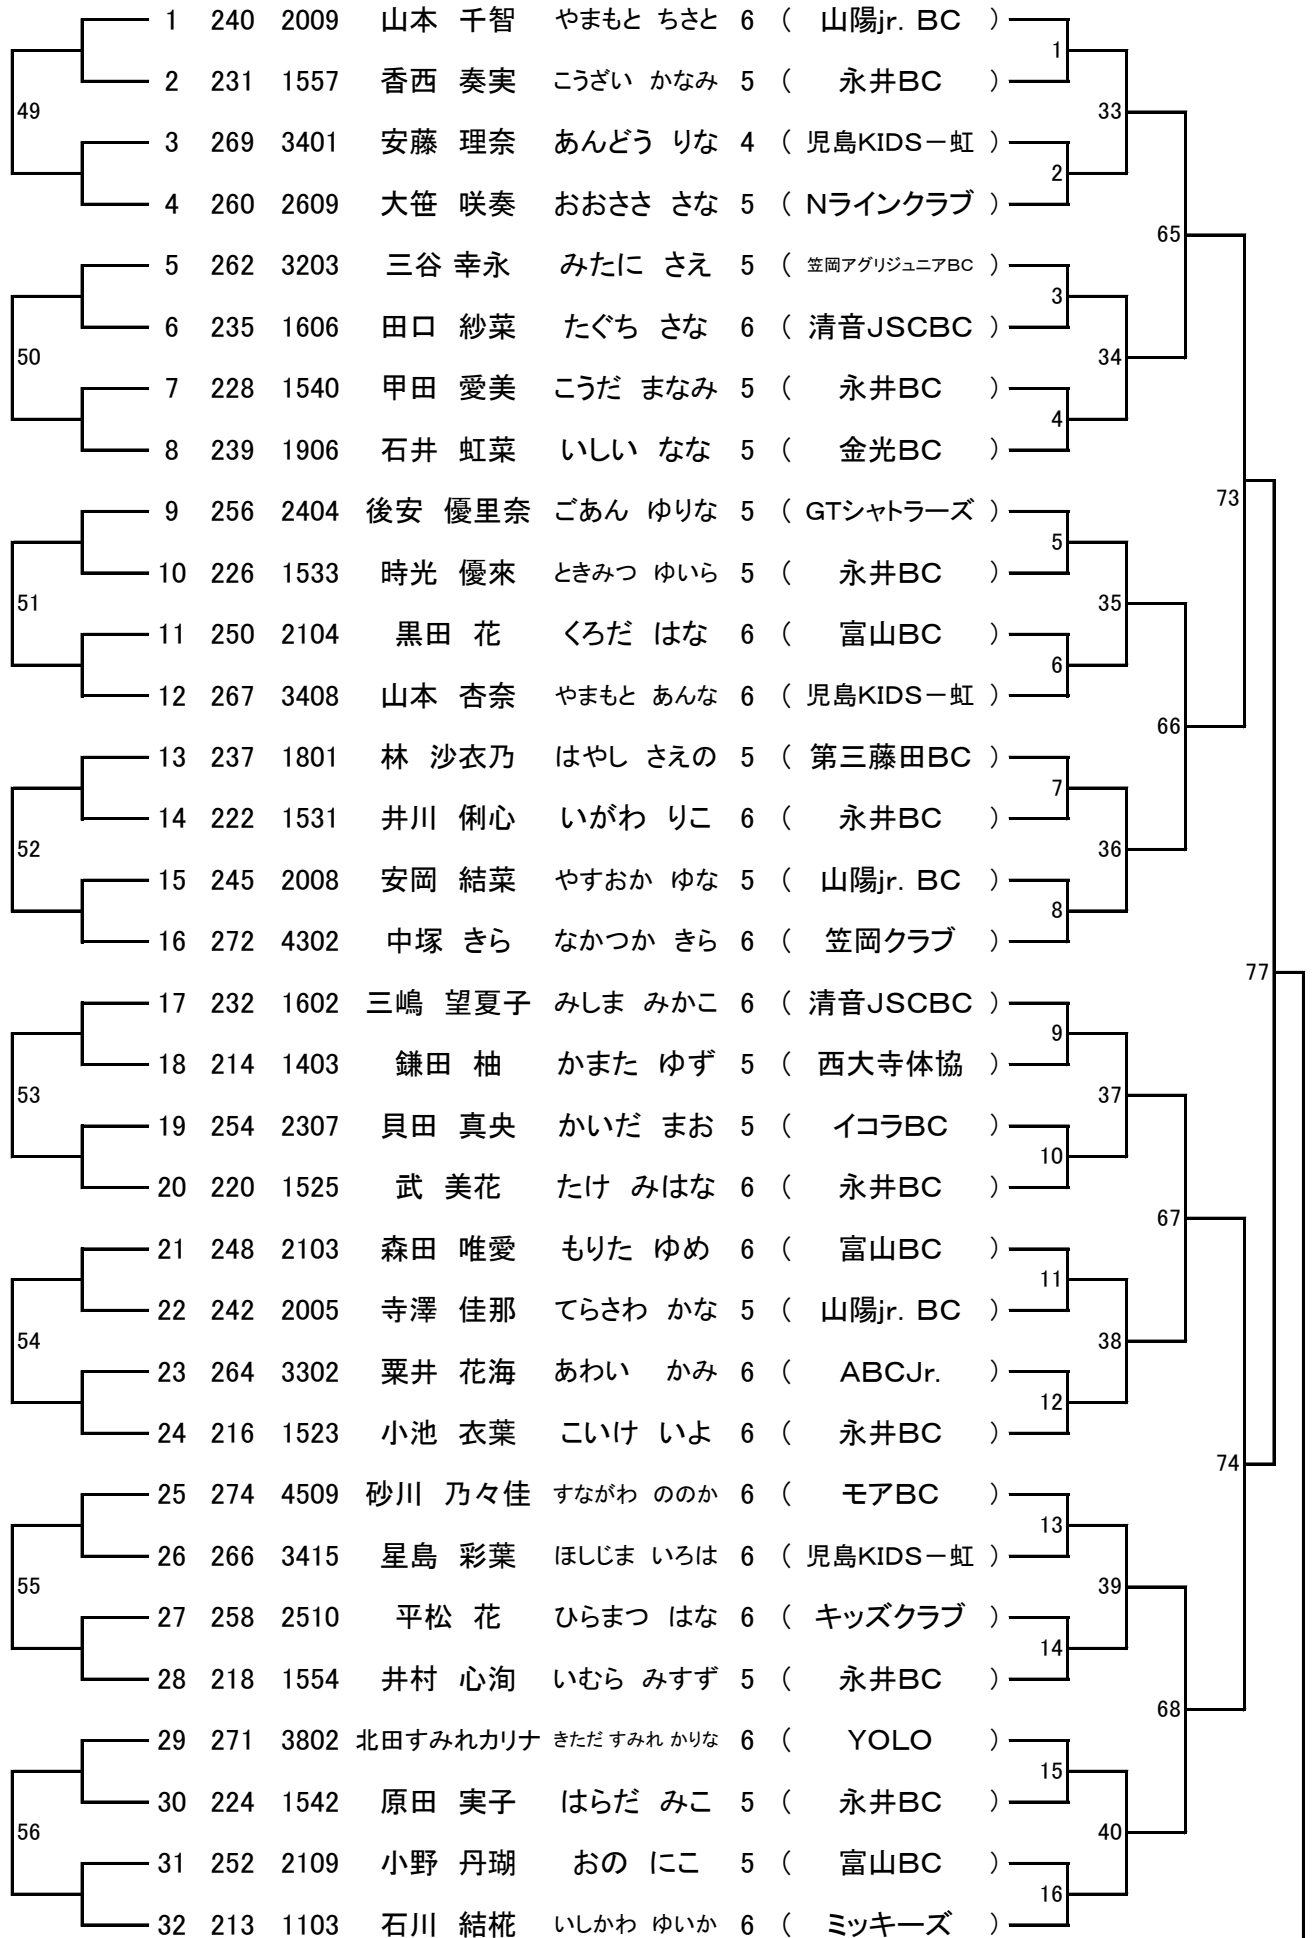 1 240 2009 山本 千智 やまもと ちさと 6 ( 山陽jr. BC )
1
2 231 1557 香西 奏実 こうざい かなみ 5 ( 永井BC )
49 33
3 269 3401 安藤 理奈 あんどう りな 4 ( 児島KIDS－虹 )
2
4 260 2609 大笹 咲奏 おおささ さな 5 ( Nラインクラブ )
65
5 262 3203 三谷 幸永 みたに さえ 5 ( 笠岡アグリジュニアBC )
3
6 235 1606 田口 紗菜 たぐち さな 6 ( 清音JSCBC )
50 34
7 228 1540 甲田 愛美 こうだ まなみ 5 ( 永井BC )
4
8 239 1906 石井 虹菜 いしい なな 5 ( 金光BC )
73
9 256 2404 後安 優里奈 ごあん ゆりな 5 ( GTシャトラーズ )
5
10 226 1533 時光 優來 ときみつ ゆいら 5 ( 永井BC )
51 35
11 250 2104 黒田 花 くろだ はな 6 ( 富山BC )
6
12 267 3408 山本 杏奈 やまもと あんな 6 ( 児島KIDS－虹 )
66
13 237 1801 林 沙衣乃 はやし さえの 5 ( 第三藤田BC )
7
14 222 1531 井川 俐心 いがわ りこ 6 ( 永井BC )
52 36
15 245 2008 安岡 結菜 やすおか ゆな 5 ( 山陽jr. BC )
8
16 272 4302 中塚 きら なかつか きら 6 ( 笠岡クラブ )
77
17 232 1602 三嶋 望夏子 みしま みかこ 6 ( 清音JSCBC )
9
18 214 1403 鎌田 柚 かまた ゆず 5 ( 西大寺体協 )
53 37
19 254 2307 貝田 真央 かいだ まお 5 ( イコラBC )
10
20 220 1525 武 美花 たけ みはな 6 ( 永井BC )
67
21 248 2103 森田 唯愛 もりた ゆめ 6 ( 富山BC )
11
22 242 2005 寺澤 佳那 てらさわ かな 5 ( 山陽jr. BC )
54 38
23 264 3302 粟井 花海 あわい かみ 6 ( ABCJr. )
12
24 216 1523 小池 衣葉 こいけ いよ 6 ( 永井BC )
74
25 274 4509 砂川 乃々佳 すながわ ののか 6 ( モアBC )
13
26 266 3415 星島 彩葉 ほしじま いろは 6 ( 児島KIDS－虹 )
55 39
27 258 2510 平松 花 ひらまつ はな 6 ( キッズクラブ )
14
28 218 1554 井村 心洵 いむら みすず 5 ( 永井BC )
68
29 271 3802 北田すみれカリナ きただ すみれ かりな 6 ( YOLO )
15
30 224 1542 原田 実子 はらだ みこ 5 ( 永井BC )
56 40
31 252 2109 小野 丹瑚 おの にこ 5 ( 富山BC )
16
32 213 1103 石川 結椛 いしかわ ゆいか 6 ( ミッキーズ )